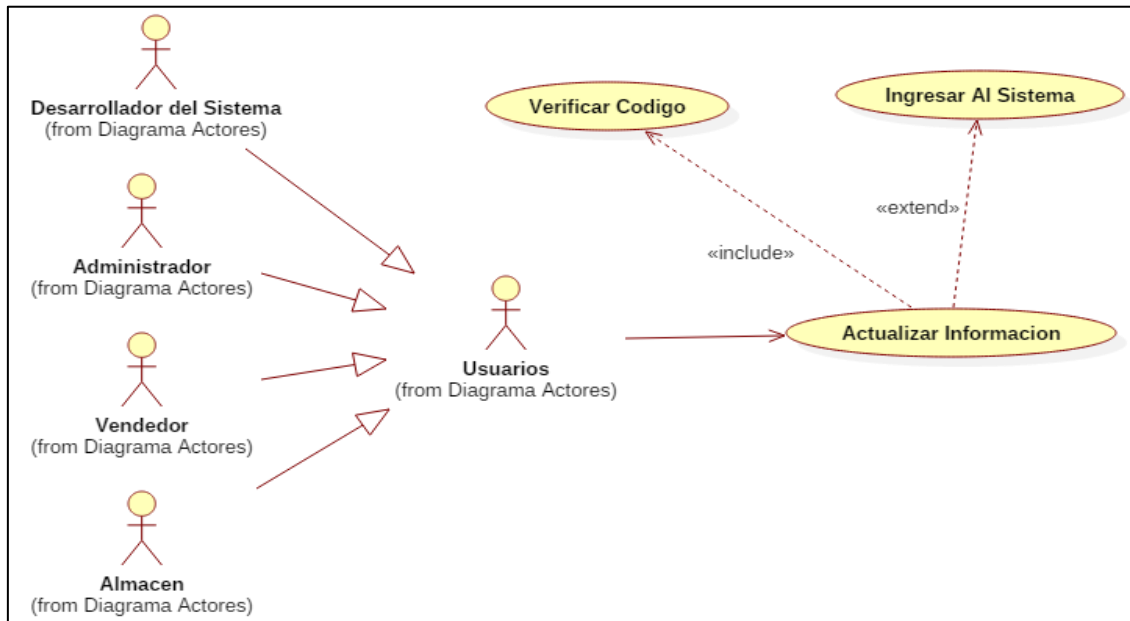 Desarrollador del Sistema
(from Diagrama Actores)
Administrador
(from Diagrama Actores)
Vendedor
(from Diagrama Actores)
Almacen
(from Diagrama Actores)
Usuarios
(from Diagrama Actores)
Verificar Codigo
Ingresar Al Sistema
«extend»
«include»
Actualizar Informacion